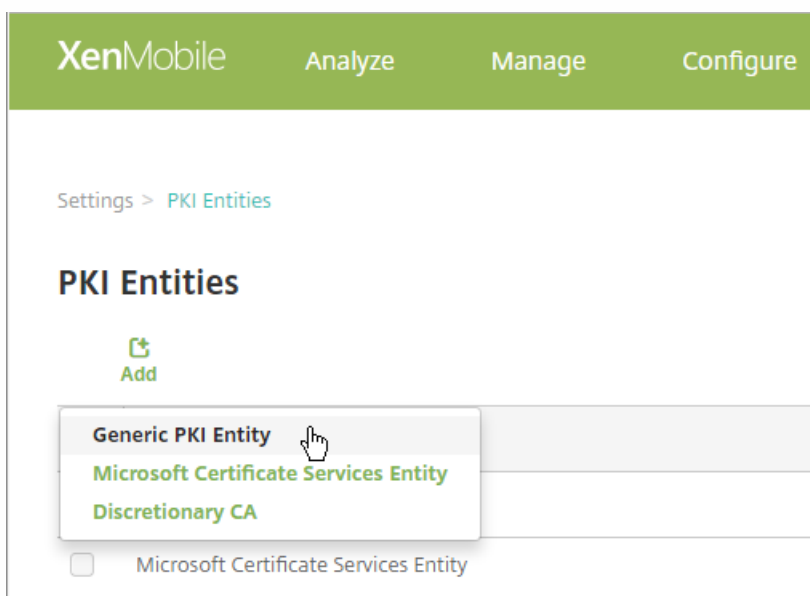 XenMobile Analyze Manage Configure
Settings > PKI Entities
PKI Entities
Add
Generic PKI Entity
Microsoft Certificate Services Entity
Discretionary CA
Microsoft Certificate Services Entity